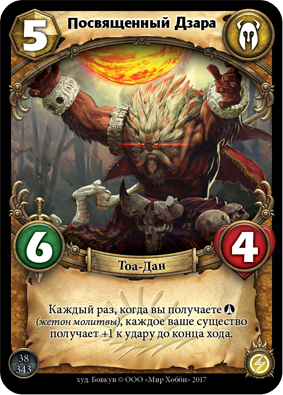 5
Посвященный Дзара
6
4
Тоа-Дан
Каждый раз, когда вы получаете
(жетон молитвы), каждое ваше существо
получает +1 к удару до конца хода.
38
343
худ. Бовкун © ООО «Мир Хобби» 2017